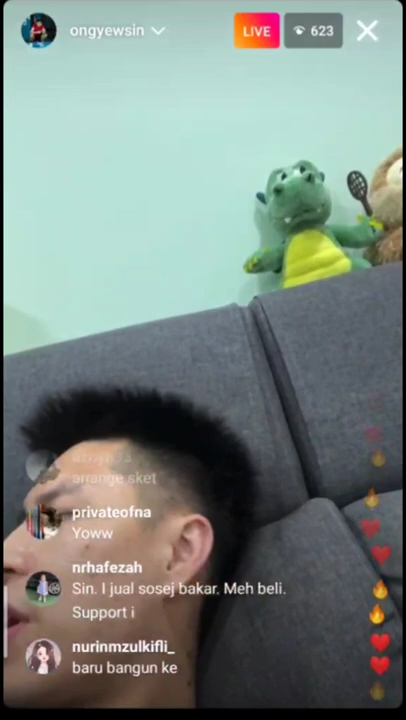 ongyewsin
LIVE
623
arrange sket
privateofna
Yoww
nrhafezah
Sin. I jual sosej bakar. Meh beli.
Support i
nurinmzulkifli_
baru bangun ke